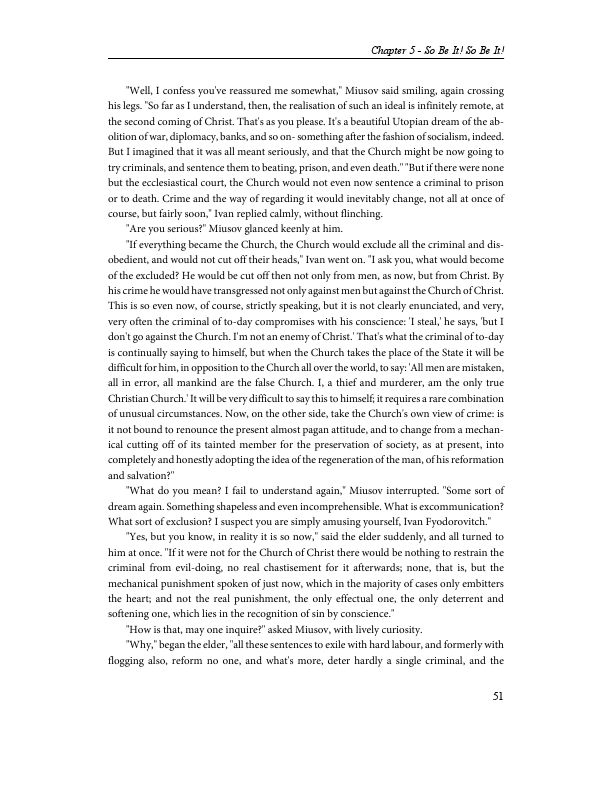 Chapter 5 - So Be It! So Be It!
"Well, I confess you've reassured me somewhat," Miusov said smiling, again crossing
his legs. "So far as I understand, then, the realisation of such an ideal is infinitely remote, at
the second coming of Christ. That's as you please. It's a beautiful Utopian dream of the ab-
olition of war, diplomacy, banks, and so on- something after the fashion of socialism, indeed.
But I imagined that it was all meant seriously, and that the Church might be now going to
try criminals, and sentence them to beating, prison, and even death." "But if there were none
but the ecclesiastical court, the Church would not even now sentence a criminal to prison
or to death. Crime and the way of regarding it would inevitably change, not all at once of
course, but fairly soon," Ivan replied calmly, without flinching.
"Are you serious?" Miusov glanced keenly at him.
"If everything became the Church, the Church would exclude all the criminal and dis-
obedient, and would not cut off their heads," Ivan went on. "I ask you, what would become
of the excluded? He would be cut off then not only from men, as now, but from Christ. By
his crime he would have transgressed not only against men but against the Church of Christ.
This is so even now, of course, strictly speaking, but it is not clearly enunciated, and very,
very often the criminal of to-day compromises with his conscience: 'I steal,' he says, 'but I
don't go against the Church. I'm not an enemy of Christ.' That's what the criminal of to-day
is continually saying to himself, but when the Church takes the place of the State it will be
difficult for him, in opposition to the Church all over the world, to say: 'All men are mistaken,
all in error, all mankind are the false Church. I, a thief and murderer, am the only true
Christian Church.' It will be very difficult to say this to himself; it requires a rare combination
of unusual circumstances. Now, on the other side, take the Church's own view of crime: is
it not bound to renounce the present almost pagan attitude, and to change from a mechan-
ical cutting off of its tainted member for the preservation of society, as at present, into
completely and honestly adopting the idea of the regeneration of the man, of his reformation
and salvation?"
"What do you mean? I fail to understand again," Miusov interrupted. "Some sort of
dream again. Something shapeless and even incomprehensible. What is excommunication?
What sort of exclusion? I suspect you are simply amusing yourself, Ivan Fyodorovitch."
"Yes, but you know, in reality it is so now," said the elder suddenly, and all turned to
him at once. "If it were not for the Church of Christ there would be nothing to restrain the
criminal from evil-doing, no real chastisement for it afterwards; none, that is, but the
mechanical punishment spoken of just now, which in the majority of cases only embitters
the heart; and not the real punishment, the only effectual one, the only deterrent and
softening one, which lies in the recognition of sin by conscience."
"How is that, may one inquire?" asked Miusov, with lively curiosity.
"Why," began the elder, "all these sentences to exile with hard labour, and formerly with
flogging also, reform no one, and what's more, deter hardly a single criminal, and the
51